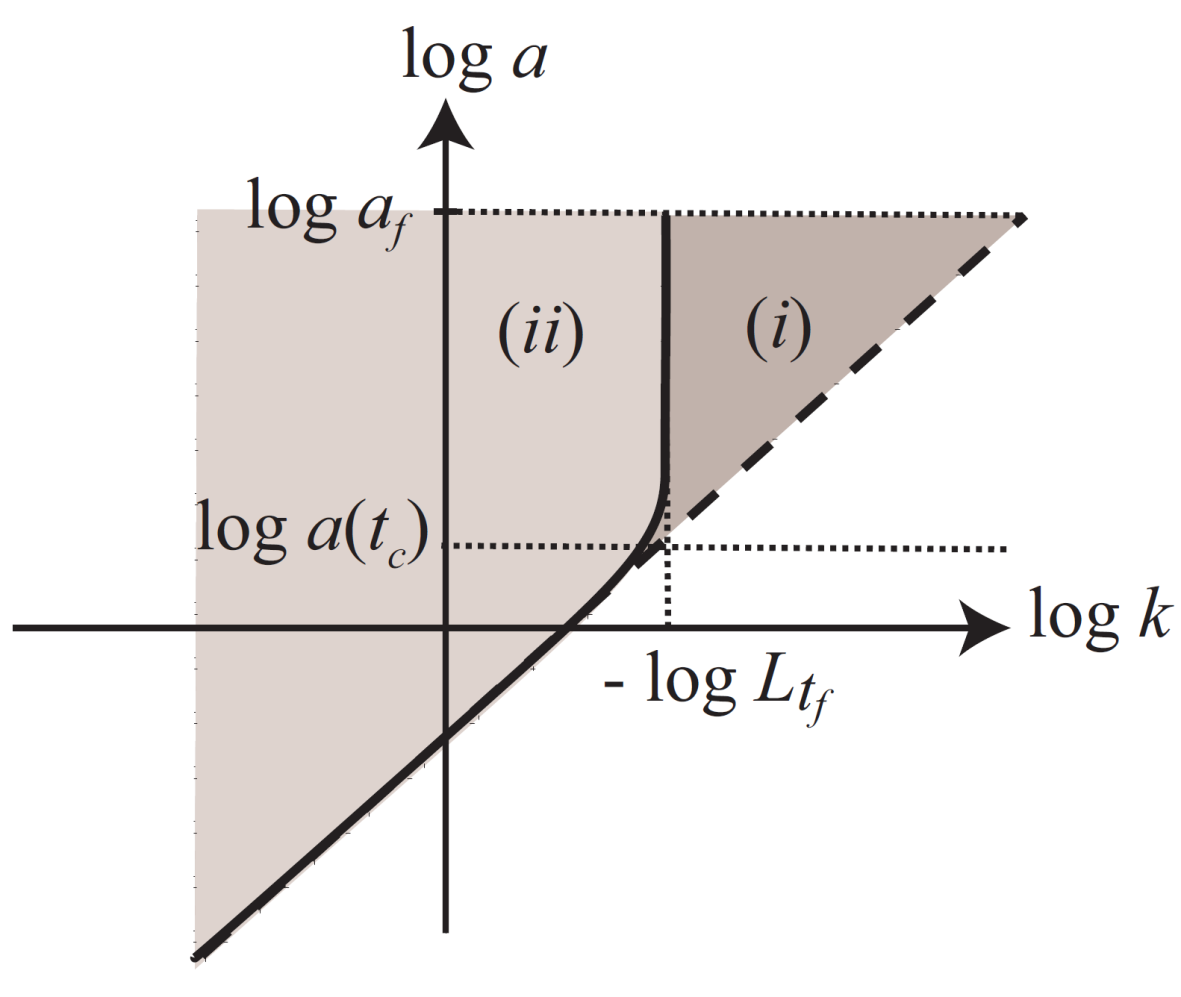 log a
log a_f
(ii)
(i)
log a(t_c)
log k
- log L_{t_f}